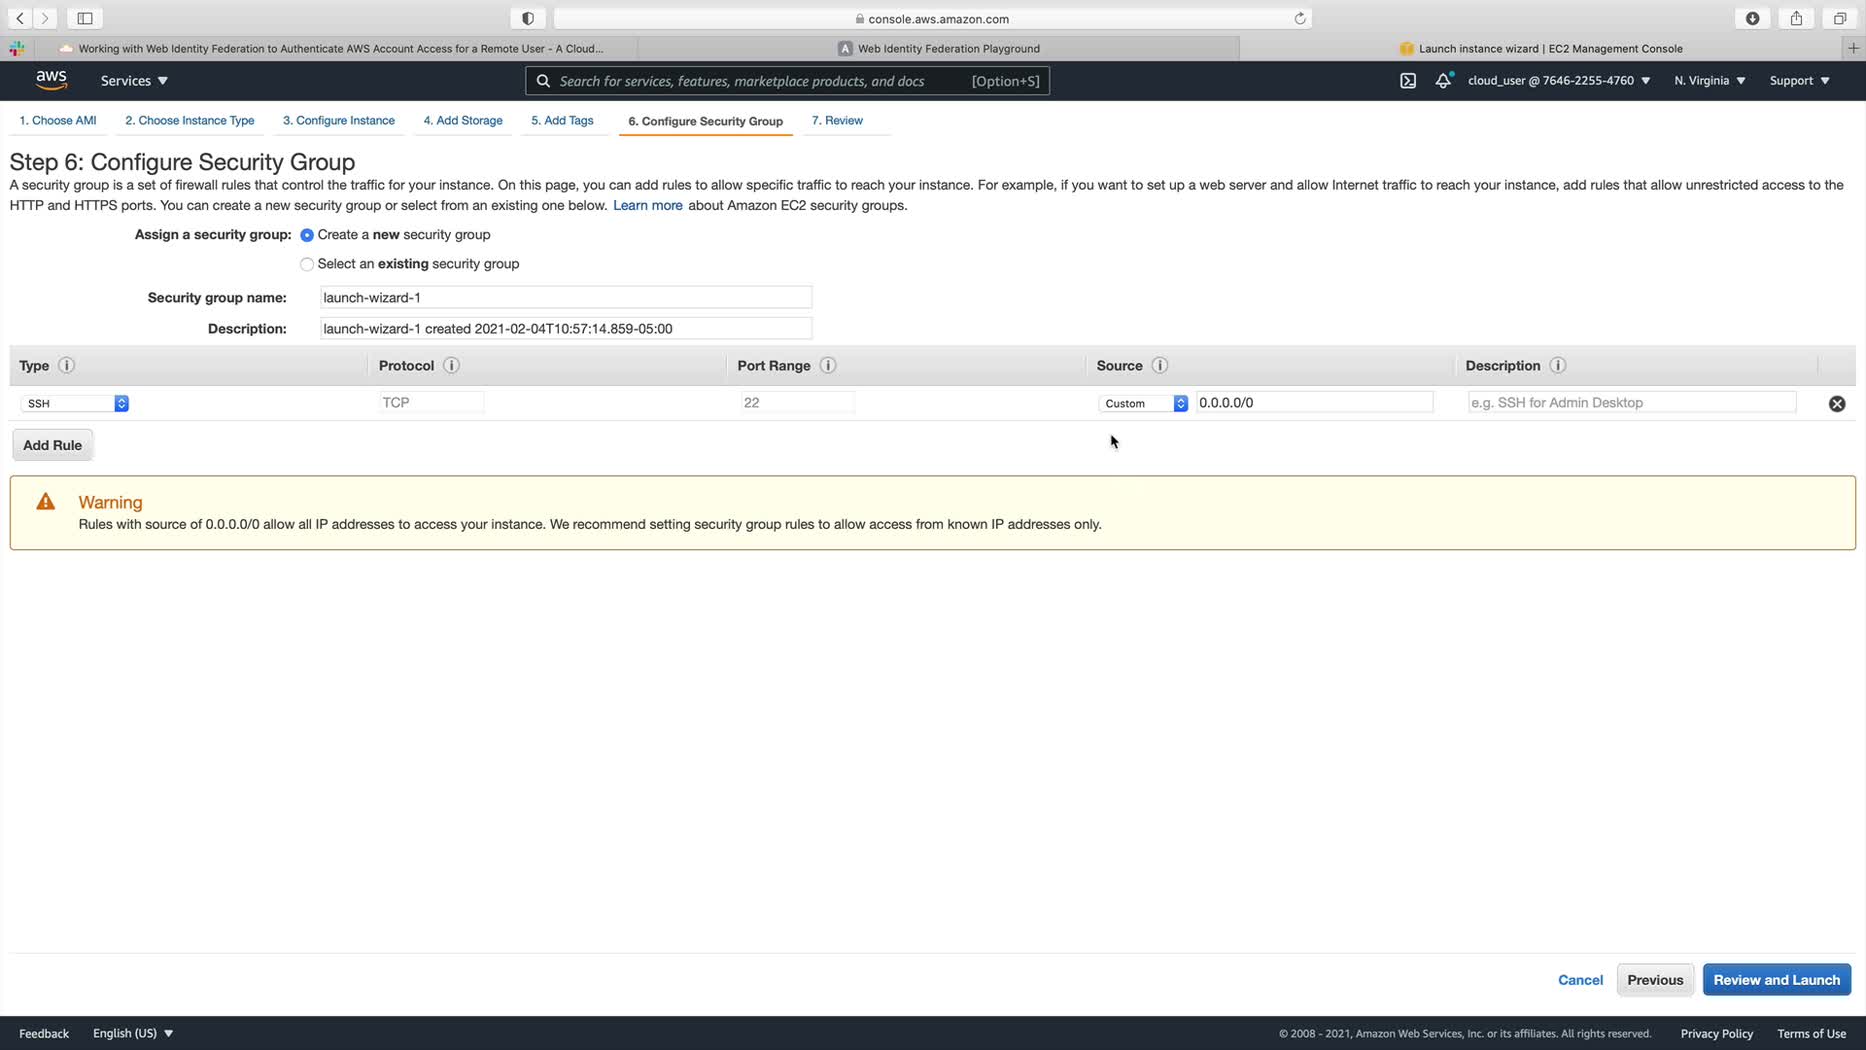 console.aws.amazon.com
Working with Web Identity Federation to Authenticate AWS Account Access for a Remote User - A Cloud...
A Web Identity Federation Playground
Launch instance wizard | EC2 Management Console
aws
Services
Search for services, features, marketplace products, and docs [Option+S]
cloud_user @ 7646-2255-4760
N. Virginia
Support
1. Choose AMI
2. Choose Instance Type
3. Configure Instance
4. Add Storage
5. Add Tags
6. Configure Security Group
7. Review
Step 6: Configure Security Group
A security group is a set of firewall rules that control the traffic for your instance. On this page, you can add rules to allow specific traffic to reach your instance. For example, if you want to set up a web server and allow Internet traffic to reach your instance, add rules that allow unrestricted access to the
HTTP and HTTPS ports. You can create a new security group or select from an existing one below. Learn more about Amazon EC2 security groups.
Assign a security group: Create a new security group
Select an existing security group
Security group name: launch-wizard-1
Description: launch-wizard-1 created 2021-02-04T10:57:14.859-05:00
Type i Protocol i Port Range i Source i Description i
SSH TCP 22 Custom 0.0.0.0/0 e.g. SSH for Admin Desktop
Add Rule
Warning
Rules with source of 0.0.0.0/0 allow all IP addresses to access your instance. We recommend setting security group rules to allow access from known IP addresses only.
Cancel Previous Review and Launch
Feedback English (US) © 2008 - 2021, Amazon Web Services, Inc. or its affiliates. All rights reserved. Privacy Policy Terms of Use